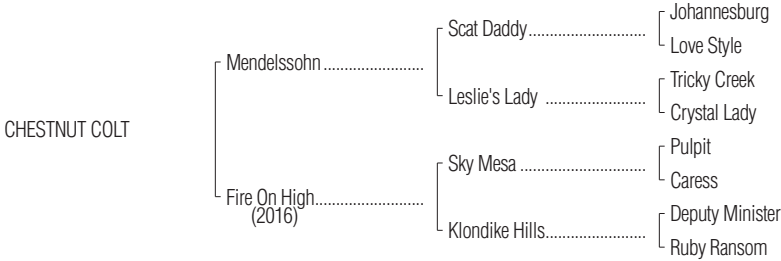 Johannesburg
Scat Daddy..............................
Love Style
Mendelssohn.........................
Tricky Creek
Leslie's Lady .........................
Crystal Lady
CHESTNUT COLT
Pulpit
Sky Mesa ................................
Caress
Fire On High...........................
(2016)
Deputy Minister
Klondike Hills.........................
Ruby Ransom